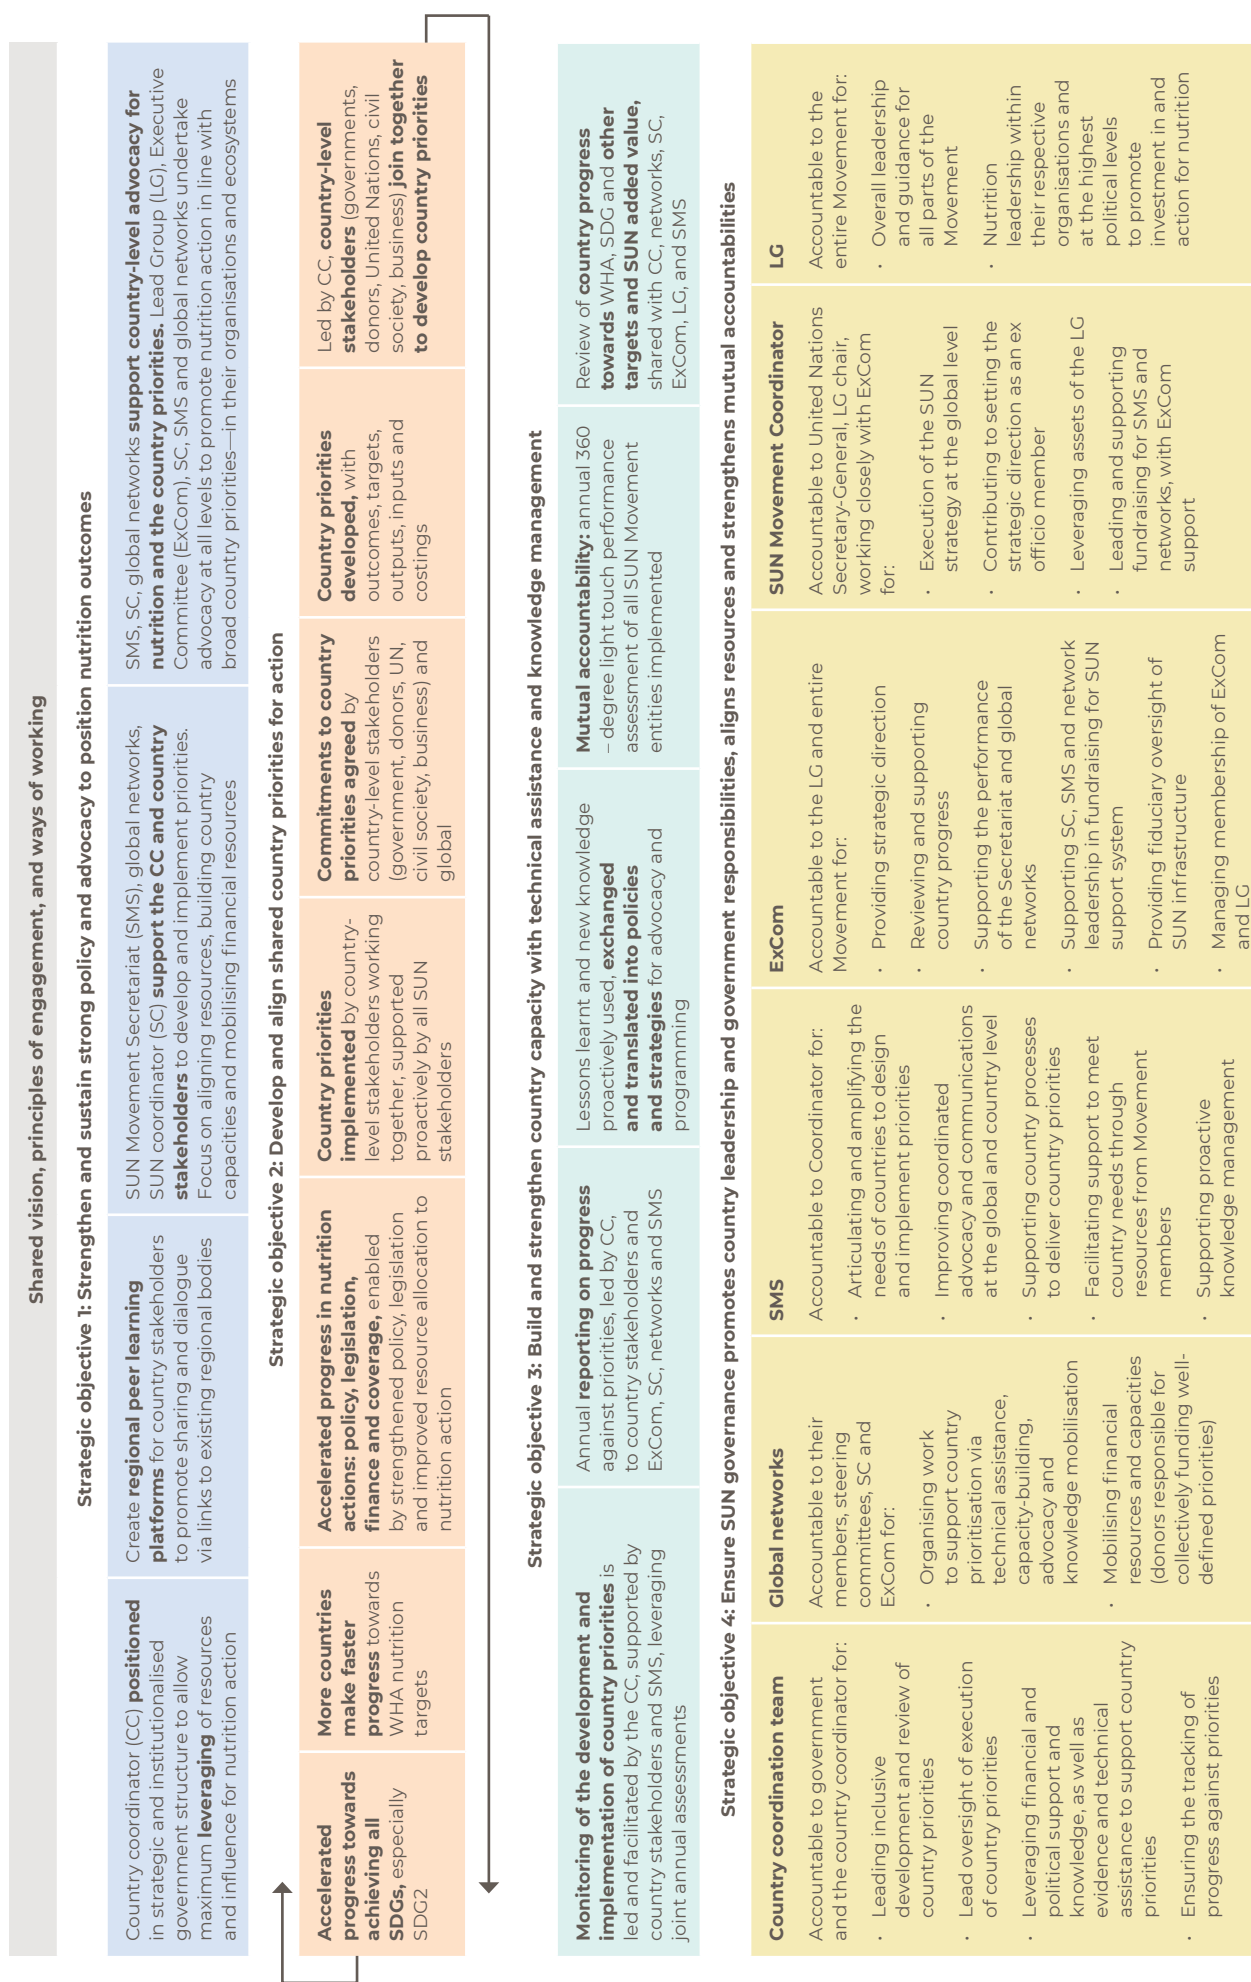 Shared vision, principles of engagement, and ways of working
Strategic objective 1: Strengthen and sustain strong policy and advocacy to position nutrition outcomes
Country coordinator (CC) positioned
in strategic and institutionalised
government structure to allow
maximum leveraging of resources
and influence for nutrition action
Create regional peer learning
platforms for country stakeholders
to promote sharing and dialogue
via links to existing regional bodies
SUN Movement Secretariat (SMS), global networks,
SUN coordinator (SC) support the CC and country
stakeholders to develop and implement priorities.
Focus on aligning resources, building country
capacities and mobilising financial resources
SMS, SC, global networks support country-level advocacy for
nutrition and the country priorities. Lead Group (LG), Executive
Committee (ExCom), SC, SMS and global networks undertake
advocacy at all levels to promote nutrition action in line with
broad country priorities—in their organisations and ecosystems
Strategic objective 2: Develop and align shared country priorities for action
Accelerated
progress towards
achieving all
SDGs, especially
SDG2
More countries
make faster
progress towards
WHA nutrition
targets
Accelerated progress in nutrition
actions: policy, legislation,
finance and coverage, enabled
by strengthened policy, legislation
and improved resource allocation to
nutrition action
Country priorities
implemented by country-
level stakeholders working
together, supported
proactively by all SUN
stakeholders
Commitments to country
priorities agreed by
country-level stakeholders
(government, donors, UN,
civil society, business) and
global
Country priorities
developed, with
outcomes, targets,
outputs, inputs and
costings
Led by CC, country-level
stakeholders (governments,
donors, United Nations, civil
society, business) join together
to develop country priorities
Strategic objective 3: Build and strengthen country capacity with technical assistance and knowledge management
Monitoring of the development and
implementation of country priorities is
led and facilitated by the CC, supported by
country stakeholders and SMS, leveraging
joint annual assessments
Annual reporting on progress
against priorities, led by CC,
to country stakeholders and
ExCom, SC, networks and SMS
Lessons learnt and new knowledge
proactively used, exchanged
and translated into policies
and strategies for advocacy and
programming
Mutual accountability: annual 360
– degree light touch performance
assessment of all SUN Movement
entities implemented
Review of country progress
towards WHA, SDG and other
targets and SUN added value,
shared with CC, networks, SC,
ExCom, LG, and SMS
Strategic objective 4: Ensure SUN governance promotes country leadership and government responsibilities, aligns resources and strengthens mutual accountabilities
Country coordination team
Accountable to government
and the country coordinator for:
• Leading inclusive
development and review of
country priorities
• Lead oversight of execution
of country priorities
• Leveraging financial and
political support and
knowledge, as well as
evidence and technical
assistance to support country
priorities
• Ensuring the tracking of
progress against priorities
Global networks
Accountable to their
members, steering
committees, SC and
ExCom for:
• Organising work
to support country
prioritisation via
technical assistance,
capacity-building,
advocacy and
knowledge mobilisation
• Mobilising financial
resources and capacities
(donors responsible for
collectively funding well-
defined priorities)
SMS
Accountable to Coordinator for:
• Articulating and amplifying the
needs of countries to design
and implement priorities
• Improving coordinated
advocacy and communications
at the global and country level
• Supporting country processes
to deliver country priorities
• Facilitating support to meet
country needs through
resources from Movement
members
• Supporting proactive
knowledge management
ExCom
Accountable to the LG and entire
Movement for:
• Providing strategic direction
• Reviewing and supporting
country progress
• Supporting the performance
of the Secretariat and global
networks
• Supporting SC, SMS and network
leadership in fundraising for SUN
support system
• Providing fiduciary oversight of
SUN infrastructure
• Managing membership of ExCom
and LG
SUN Movement Coordinator
Accountable to United Nations
Secretary-General, LG chair,
working closely with ExCom
for:
• Execution of the SUN
strategy at the global level
• Contributing to setting the
strategic direction as an ex
officio member
• Leveraging assets of the LG
• Leading and supporting
fundraising for SMS and
networks, with ExCom
support
LG
Accountable to the
entire Movement for:
• Overall leadership
and guidance for
all parts of the
Movement
• Nutrition
leadership within
their respective
organisations and
at the highest
political levels
to promote
investment in and
action for nutrition